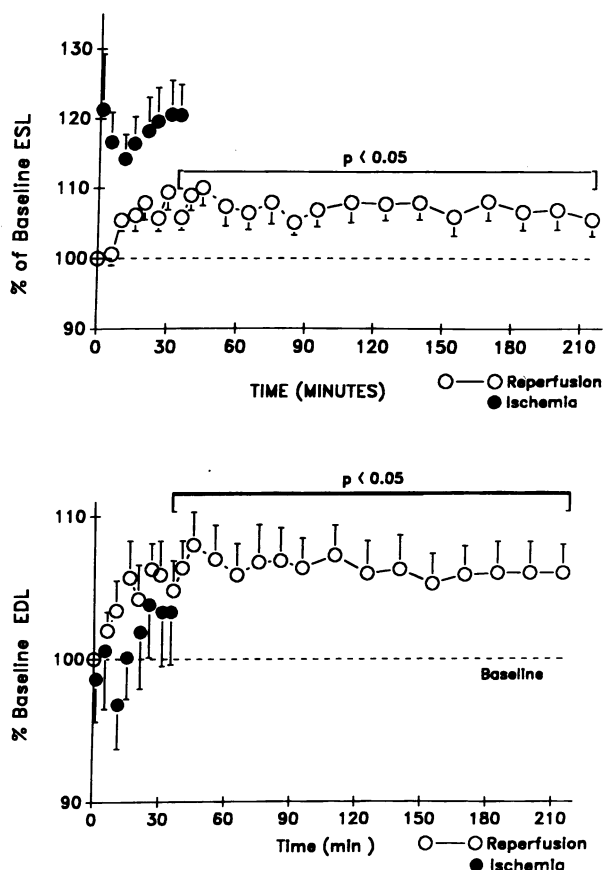 130
120
110
100
90
% of Baseline ESL
p < 0.05
0 30 60 90 120 150 180 210
TIME (MINUTES)
Reperfusion
Ischemia
p < 0.05
110
100
90
% Baseline EDL
Baseline
0 30 60 90 120 150 180 210
Time (min )
Reperfusion
Ischemia